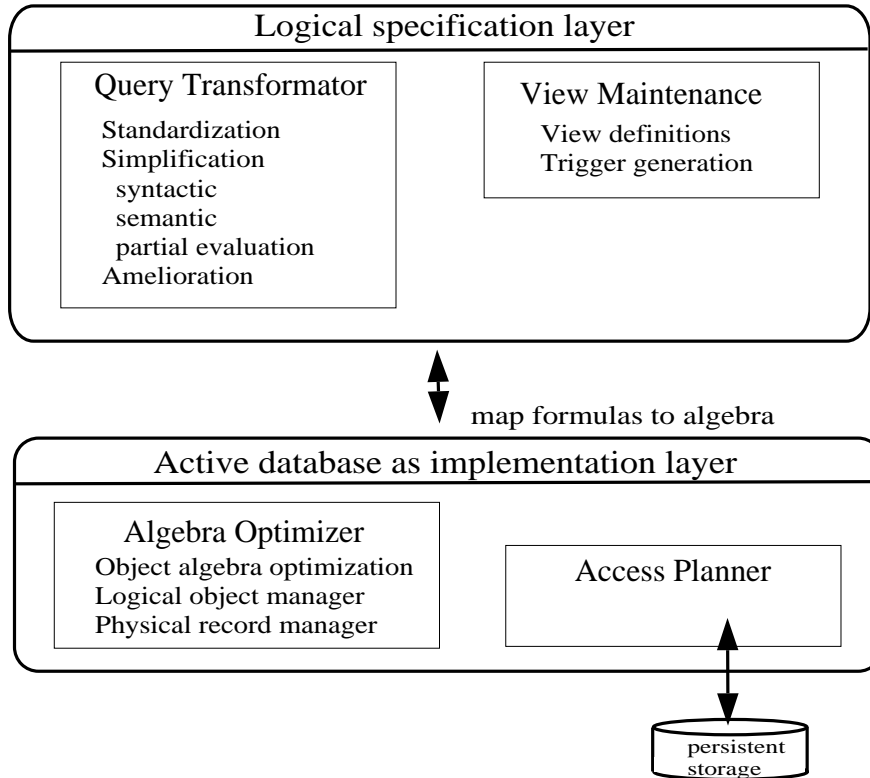 Logical specification layer
Query Transformator
Standardization
Simplification
syntactic
semantic
partial evaluation
Amelioration
View Maintenance
View definitions
Trigger generation
map formulas to algebra
Active database as implementation layer
Algebra Optimizer
Object algebra optimization
Logical object manager
Physical record manager
Access Planner
persistent
storage